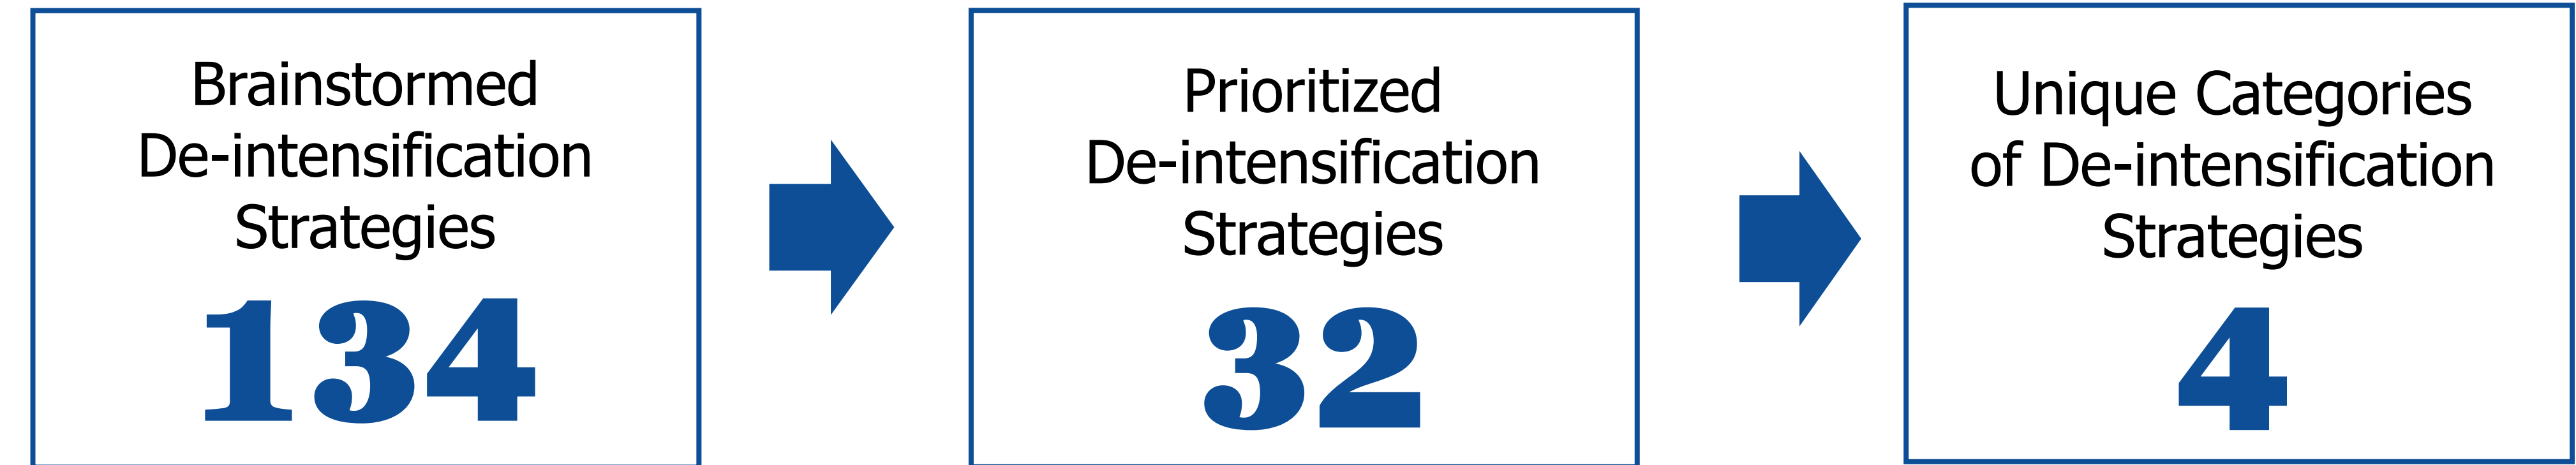 Brainstormed
De-intensification
Strategies
134
Prioritized
De-intensification
Strategies
32
Unique Categories
of De-intensification
Strategies
4